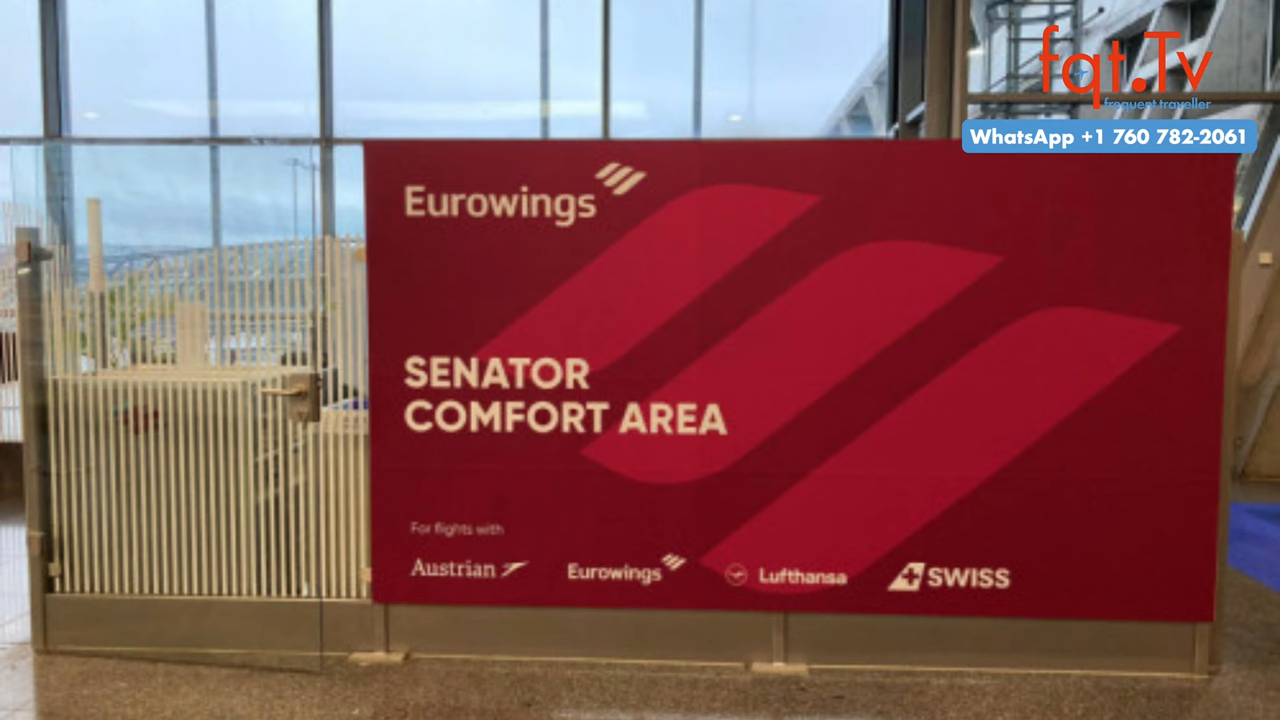 fqt.Tv
frequent traveller
WhatsApp +1 760 782-2061
Eurowings
SENATOR
COMFORT AREA
For flights with
Austrian Eurowings Lufthansa SWISS